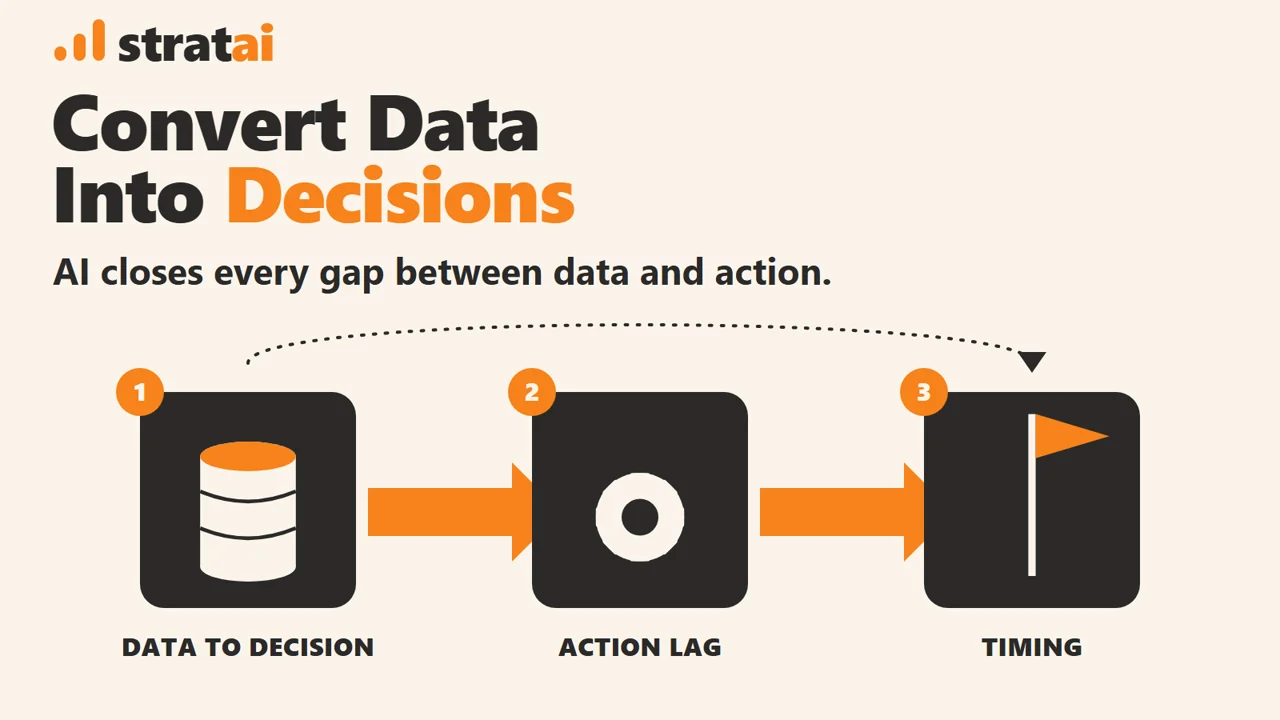 stratai
Convert Data
Into Decisions
AI closes every gap between data and action.
1
2
3
DATA TO DECISION
ACTION LAG
TIMING